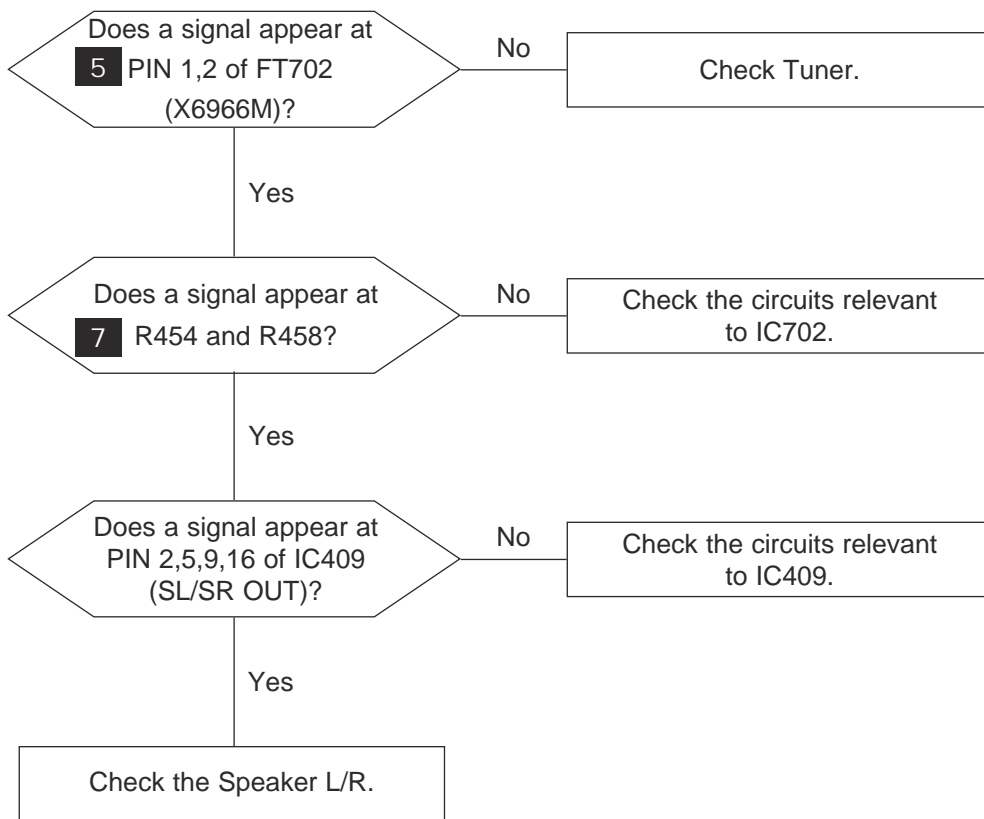 Does a signal appear at
5 PIN 1,2 of FT702
(X6966M)?
No
Check Tuner.
Yes
Does a signal appear at
7 R454 and R458?
No
Check the circuits relevant
to IC702.
Yes
Does a signal appear at
PIN 2,5,9,16 of IC409
(SL/SR OUT)?
No
Check the circuits relevant
to IC409.
Yes
Check the Speaker L/R.